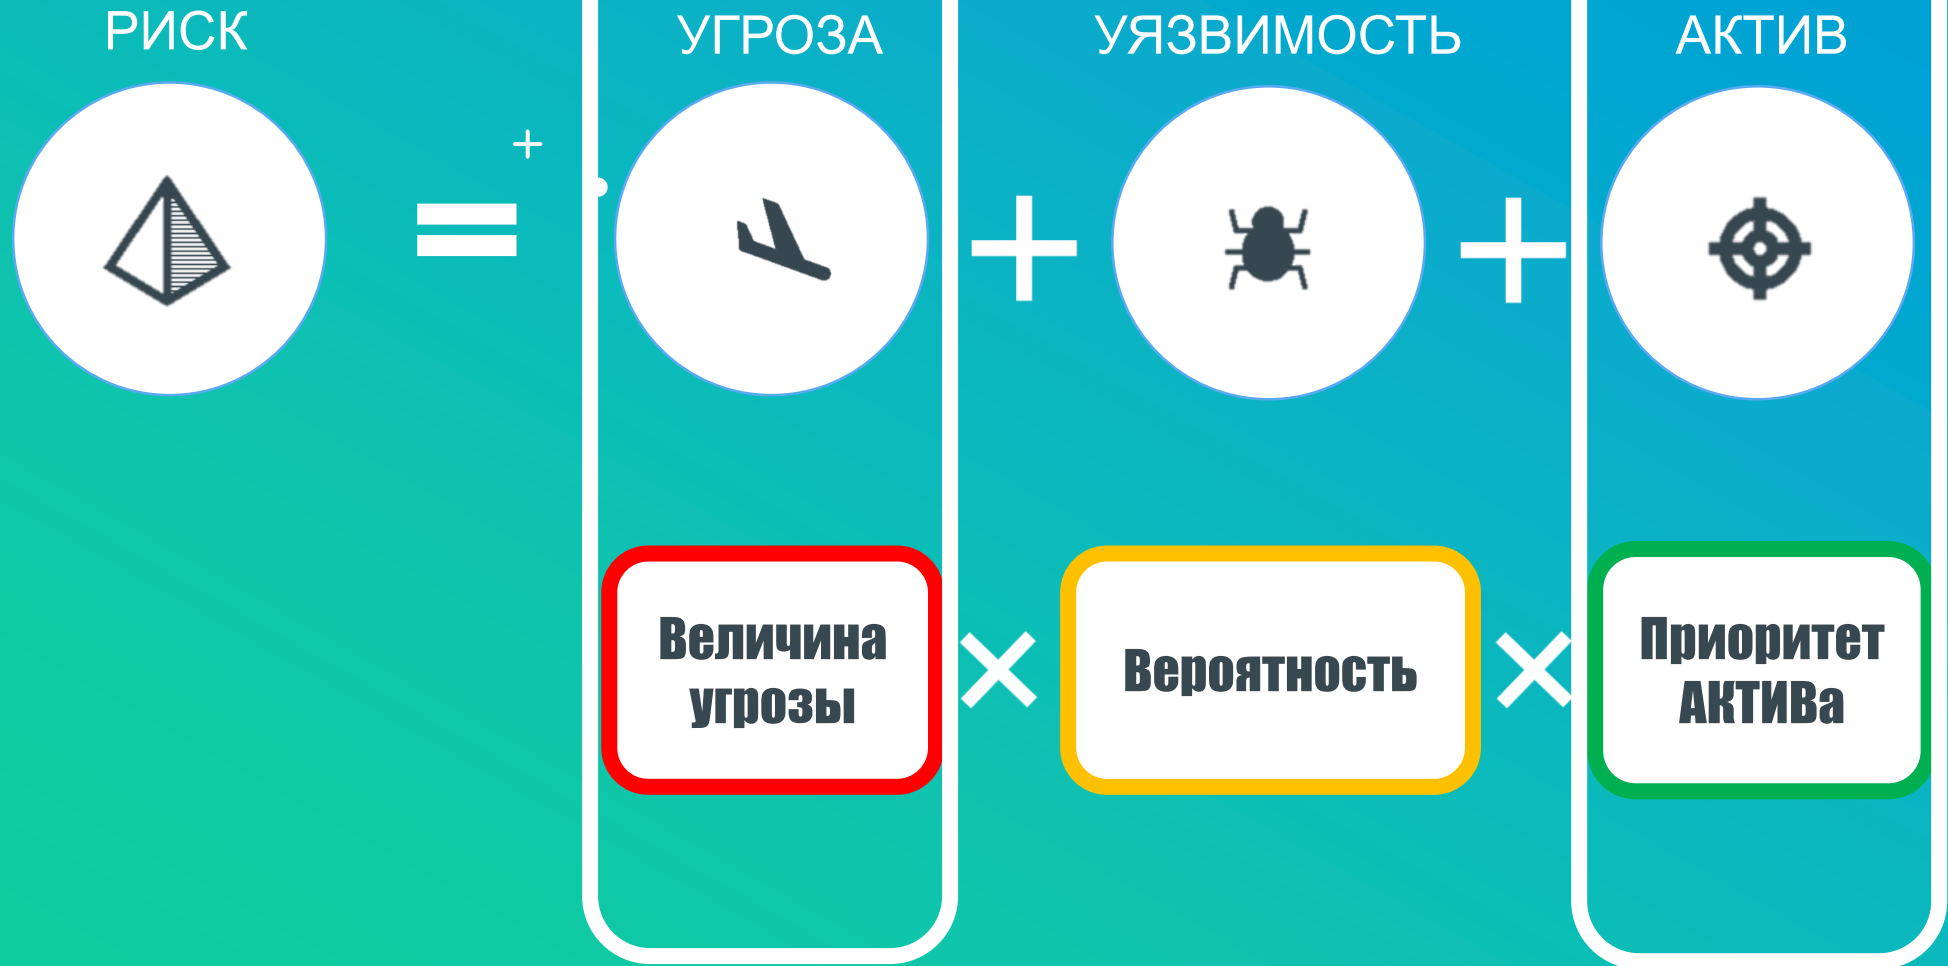 РИСК
УГРОЗА
УЯЗВИМОСТЬ
АКТИВ
+
=
+
+
Величина
угрозы
×
Вероятность
×
Приоритет
АКТИВа